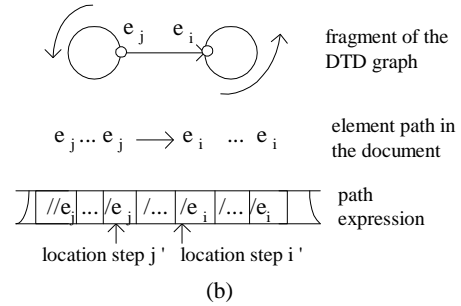 e j e i
fragment of the
DTD graph
e j ... e j → e i ... e i
element path in
the document
//e j ... /e j /... /e i /... /e i
path
expression
location step j ' location step i '
(b)